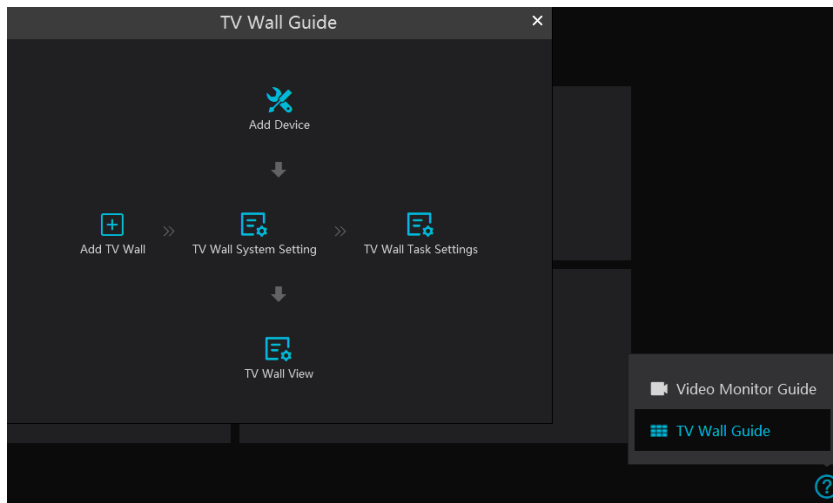 TV Wall Guide
Add Device
Add TV Wall
TV Wall System Setting
TV Wall Task Settings
TV Wall View
Video Monitor Guide
TV Wall Guide